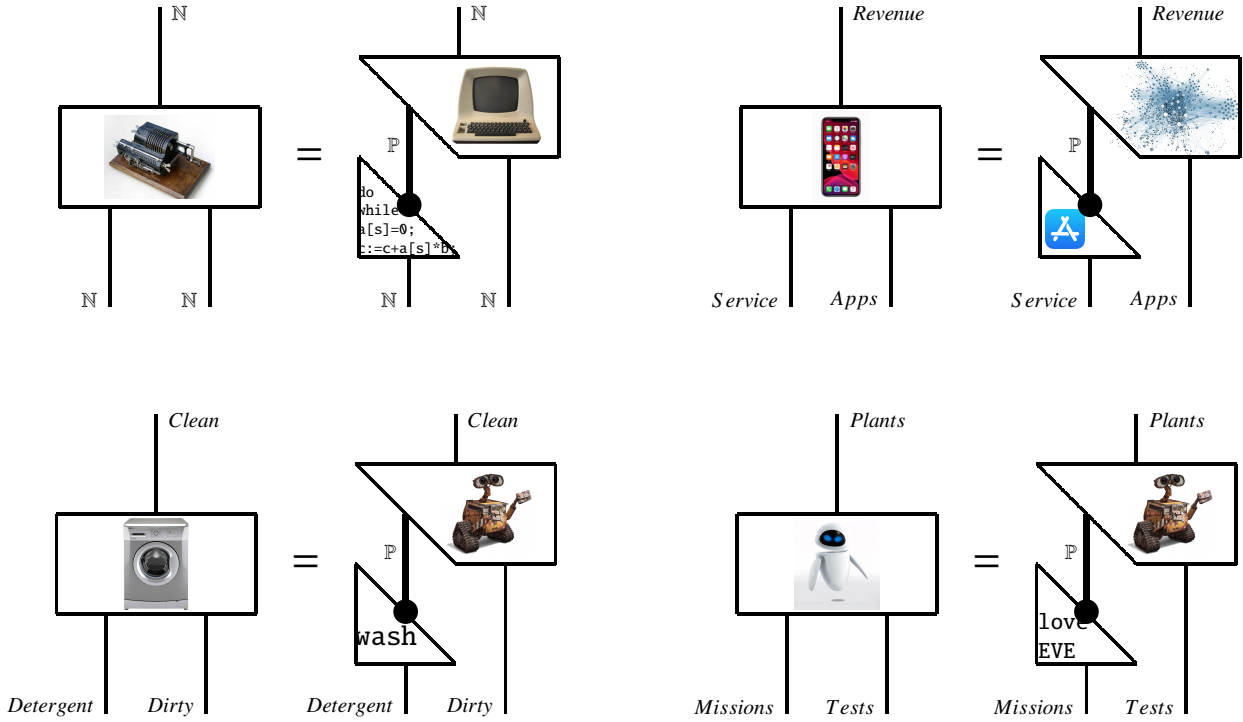 ℕ ℕ Revenue Revenue
= =
ℙ ℙ
do
while
a[s]=0;
c:=c+a[s]*b;
ℕ ℕ ℕ ℕ Service Apps Service Apps
Clean Clean Plants Plants
= =
ℙ ℙ
wash
love
EVE
Detergent Dirty Detergent Dirty Missions Tests Missions Tests